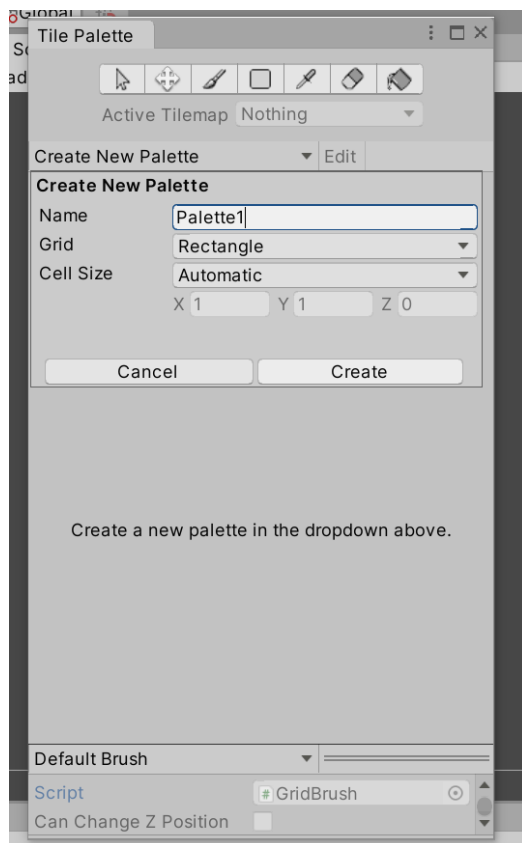 Global
Tile Palette
Active Tilemap Nothing
Create New Palette Edit
Create New Palette
Name Palette1
Grid Rectangle
Cell Size Automatic
X 1 Y 1 Z 0
Cancel Create
Create a new palette in the dropdown above.
Default Brush
Script # GridBrush
Can Change Z Position